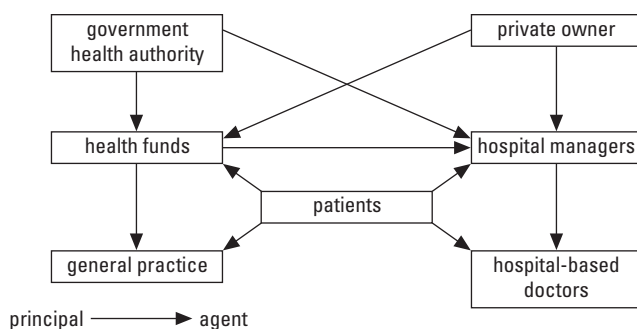 government
health authority
private owner
health funds
hospital managers
patients
general practice
hospital-based
doctors
principal
agent